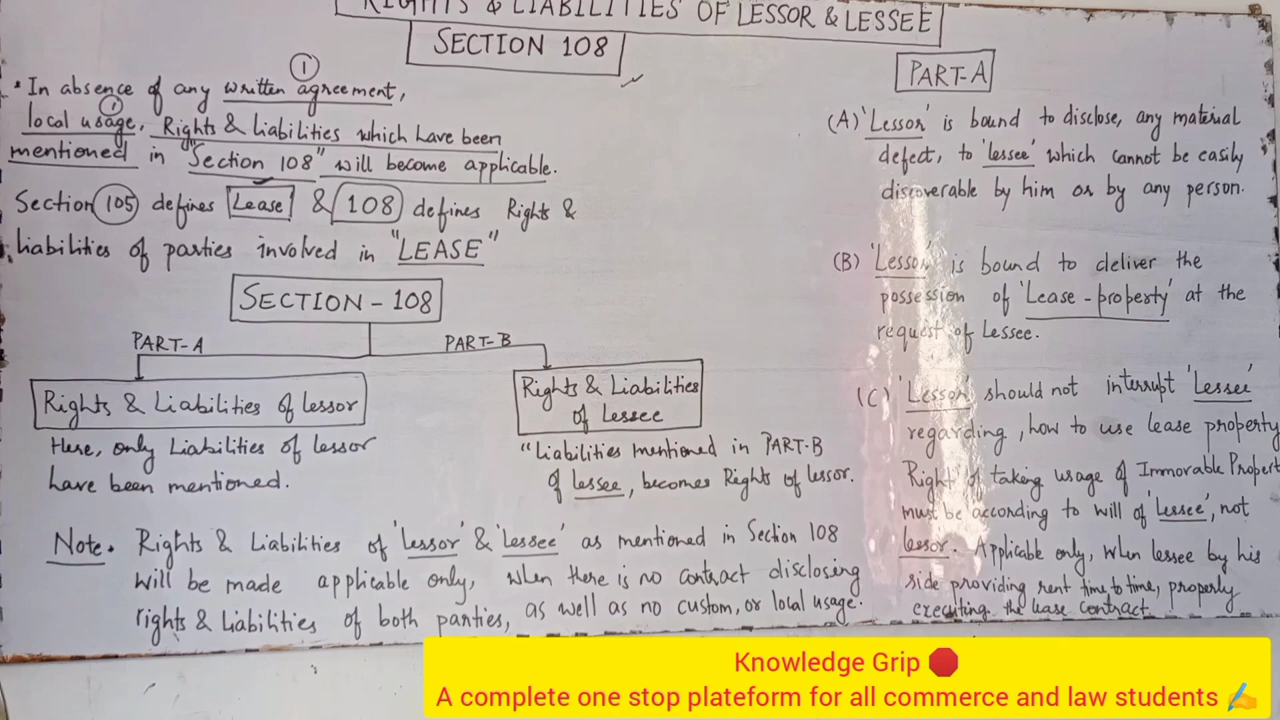 RIGHTS & LIABILITIES OF LESSOR & LESSEE
SECTION 108
①
• In absence of any written agreement,
①
local usage, Rights & Liabilities which have been
mentioned in "Section 108" will become applicable.
Section 105 defines Lease & 108 defines Rights &
liabilities of parties involved in "LEASE"
SECTION - 108
PART-A
PART-B
Rights & Liabilities of lessor
Here, only Liabilities of lessor
have been mentioned.
Rights & Liabilities
of Lessee
"Liabilities mentioned in PART-B
of lessee, becomes Rights of lessor.
Note. Rights & Liabilities of 'lessor' & 'lessee' as mentioned in Section 108
will be made applicable only, when there is no contract disclosing
rights & liabilities of both parties, as well as no custom, or local usage.
PART-A
(A) 'Lessor' is bound to disclose, any material
defect, to 'lessee' which cannot be easily
discoverable by him or by any person.
(B) 'Lessor' is bound to deliver the
possession of 'Lease - property' at the
request of Lessee.
(C) 'Lessor' should not interrupt 'Lessee'
regarding, how to use lease property
Right of taking usage of Immovable Propert
must be according to will of 'lessee', not
lessor. Applicable only, when lessee by his
side providing rent time to time, properly
executing the lease contract
Knowledge Grip 🛑
A complete one stop plateform for all commerce and law students ✍️